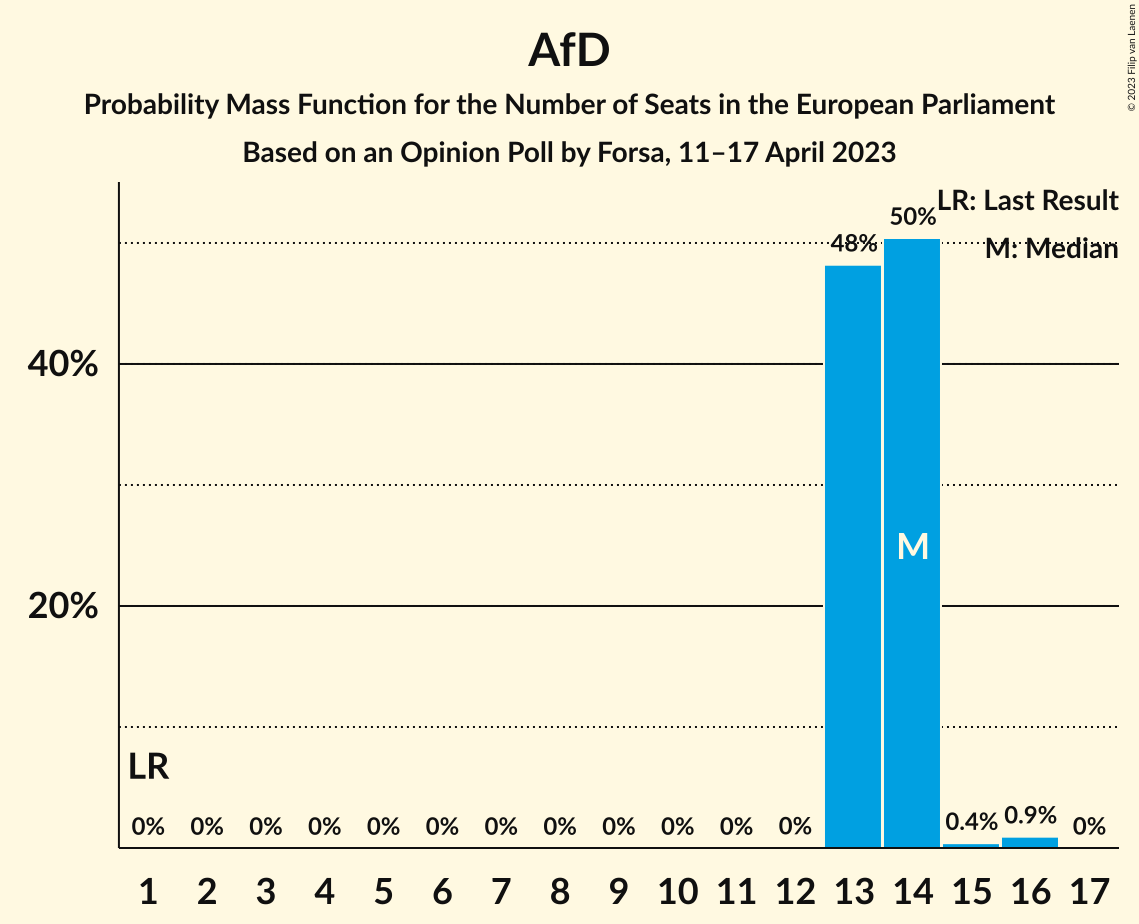 AfD
Probability Mass Function for the Number of Seats in the European Parliament
Based on an Opinion Poll by Forsa, 11–17 April 2023
© 2023 Filip van Laenen
LR: Last Result
M: Median
40%
20%
LR
M
0% 0% 0% 0% 0% 0% 0% 0% 0% 0% 0% 0% 48% 50% 0.4% 0.9% 0%
1 2 3 4 5 6 7 8 9 10 11 12 13 14 15 16 17